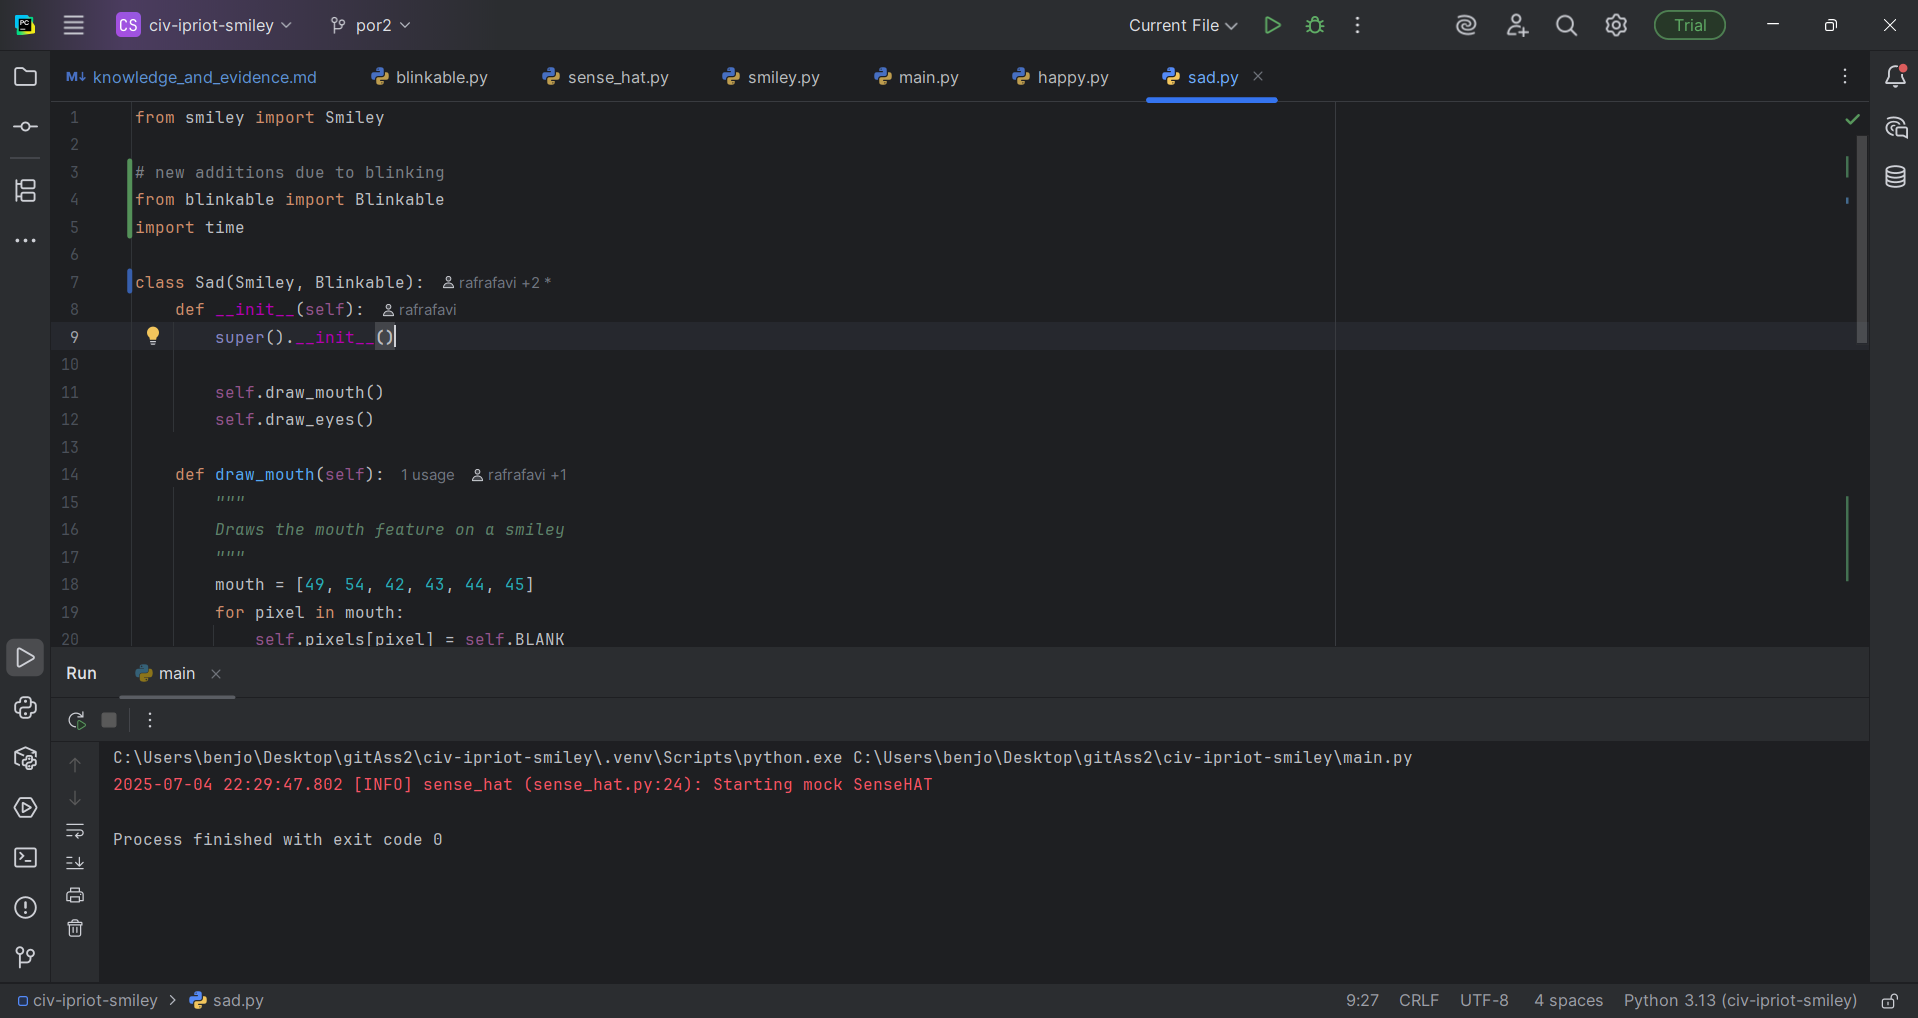 PC CS civ-ipriot-smiley por2 Current File Trial
M↓ knowledge_and_evidence.md blinkable.py sense_hat.py smiley.py main.py happy.py sad.py
1 from smiley import Smiley
2
3 # new additions due to blinking
4 from blinkable import Blinkable
5 import time
6
7 class Sad(Smiley, Blinkable): rafrafavi +2 *
8 def __init__(self): rafrafavi
9 super().__init__()
10
11 self.draw_mouth()
12 self.draw_eyes()
13
14 def draw_mouth(self): 1 usage rafrafavi +1
15 """
16 Draws the mouth feature on a smiley
17 """
18 mouth = [49, 54, 42, 43, 44, 45]
19 for pixel in mouth:
20 self.pixels[pixel] = self.BLANK
Run main
C:\Users\benjo\Desktop\gitAss2\civ-ipriot-smiley\.venv\Scripts\python.exe C:\Users\benjo\Desktop\gitAss2\civ-ipriot-smiley\main.py
2025-07-04 22:29:47.802 [INFO] sense_hat (sense_hat.py:24): Starting mock SenseHAT
Process finished with exit code 0
civ-ipriot-smiley > sad.py 9:27 CRLF UTF-8 4 spaces Python 3.13 (civ-ipriot-smiley)